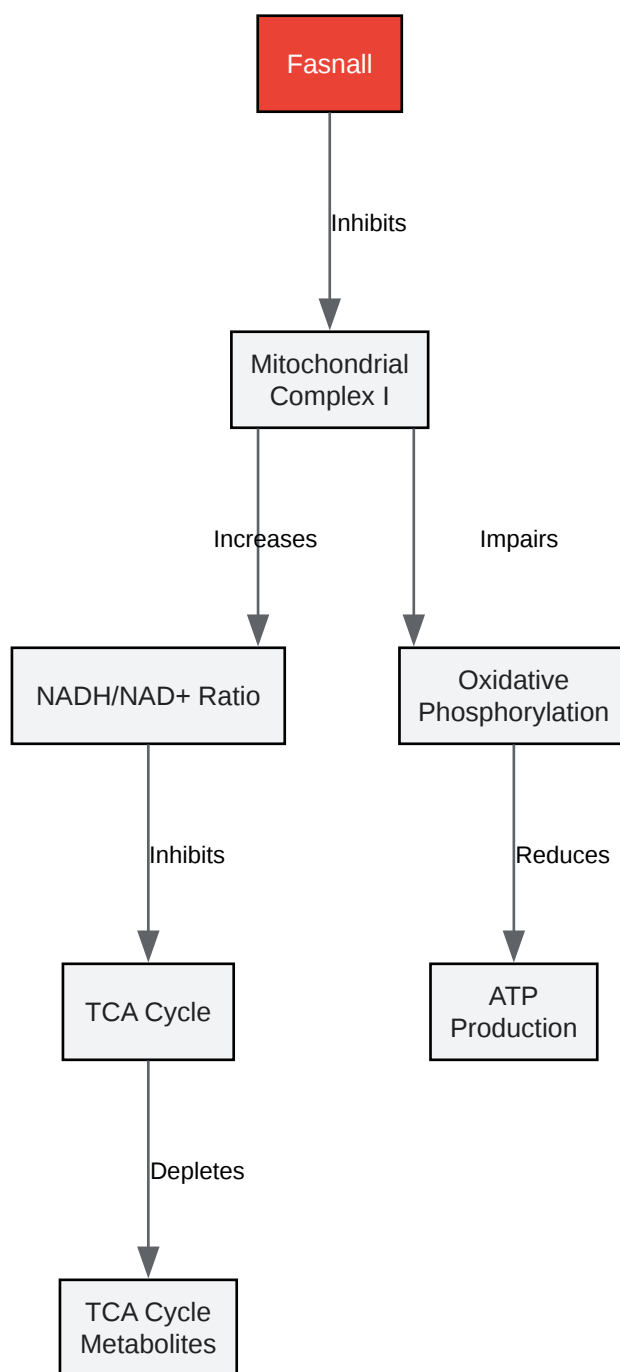 Fasnall
Inhibits
Mitochondrial
Complex I
Increases
Impairs
NADH/NAD+ Ratio
Oxidative
Phosphorylation
Inhibits
Reduces
TCA Cycle
ATP
Production
Depletes
TCA Cycle
Metabolites